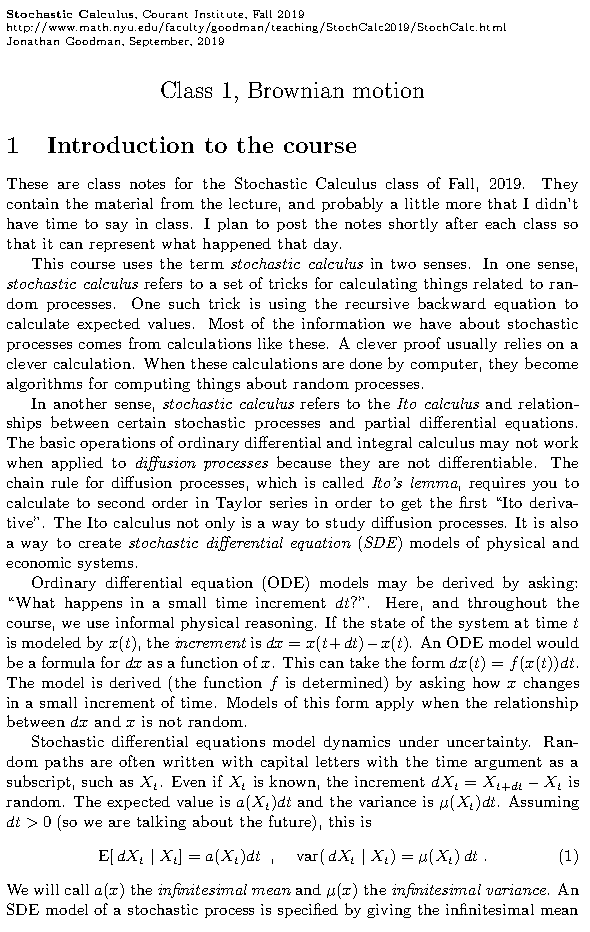 Stochastic Calculus, Courant Institute, Fall 2019
http://www.math.nyu.edu/faculty/goodman/teaching/StochCalc2019/StochCalc.html
Jonathan Goodman, September, 2019
Class 1, Brownian motion
1 Introduction to the course
These are class notes for the Stochastic Calculus class of Fall, 2019. They
contain the material from the lecture, and probably a little more that I didn't
have time to say in class. I plan to post the notes shortly after each class so
that it can represent what happened that day.
This course uses the term stochastic calculus in two senses. In one sense,
stochastic calculus refers to a set of tricks for calculating things related to ran-
dom processes. One such trick is using the recursive backward equation to
calculate expected values. Most of the information we have about stochastic
processes comes from calculations like these. A clever proof usually relies on a
clever calculation. When these calculations are done by computer, they become
algorithms for computing things about random processes.
In another sense, stochastic calculus refers to the Ito calculus and relation-
ships between certain stochastic processes and partial differential equations.
The basic operations of ordinary differential and integral calculus may not work
when applied to diffusion processes because they are not differentiable. The
chain rule for diffusion processes, which is called Ito's lemma, requires you to
calculate to second order in Taylor series in order to get the first “Ito deriva-
tive”. The Ito calculus not only is a way to study diffusion processes. It is also
a way to create stochastic differential equation (SDE) models of physical and
economic systems.
Ordinary differential equation (ODE) models may be derived by asking:
“What happens in a small time increment dt?”. Here, and throughout the
course, we use informal physical reasoning. If the state of the system at time t
is modeled by x(t), the increment is dx = x(t+dt)−x(t). An ODE model would
be a formula for dx as a function of x. This can take the form dx(t) = f(x(t))dt.
The model is derived (the function f is determined) by asking how x changes
in a small increment of time. Models of this form apply when the relationship
between dx and x is not random.
Stochastic differential equations model dynamics under uncertainty. Ran-
dom paths are often written with capital letters with the time argument as a
subscript, such as X_t. Even if X_t is known, the increment dX_t = X_{t+dt} − X_t is
random. The expected value is a(X_t)dt and the variance is μ(X_t)dt. Assuming
dt > 0 (so we are talking about the future), this is
E[ dX_t | X_t] = a(X_t)dt , var( dX_t | X_t) = μ(X_t) dt . (1)
We will call a(x) the infinitesimal mean and μ(x) the infinitesimal variance. An
SDE model of a stochastic process is specified by giving the infinitesimal mean